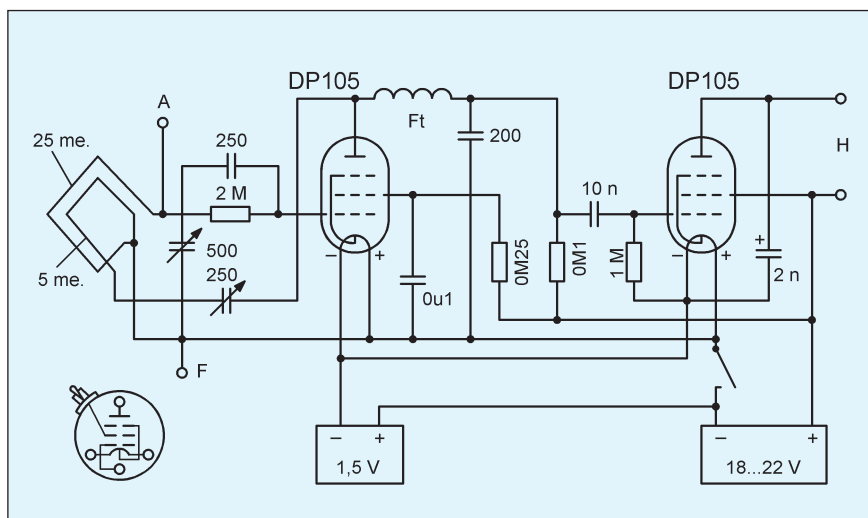 DP105
DP105
A
25 me.
250
Ft
200
H
2 M
10 n
500
5 me.
250
– +
0u1
0M25
0M1
1 M
– +
+
2 n
F
– +
1,5 V
– +
18...22 V